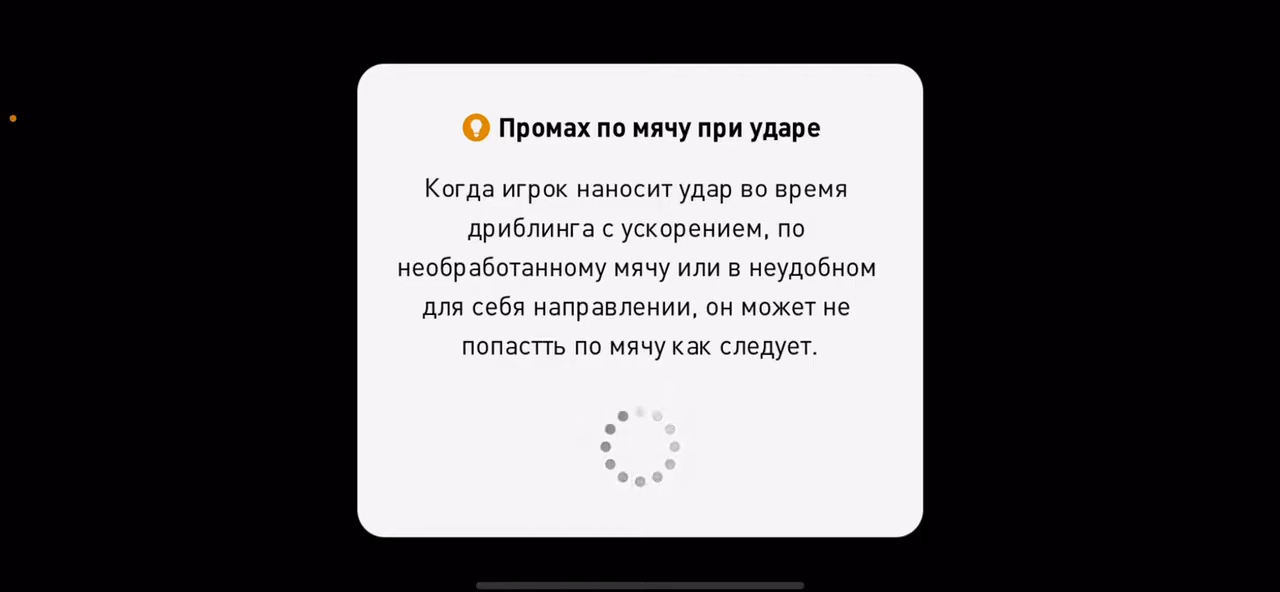 Промах по мячу при ударе
Когда игрок наносит удар во время
дриблинга с ускорением, по
необработанному мячу или в неудобном
для себя направлении, он может не
попастть по мячу как следует.